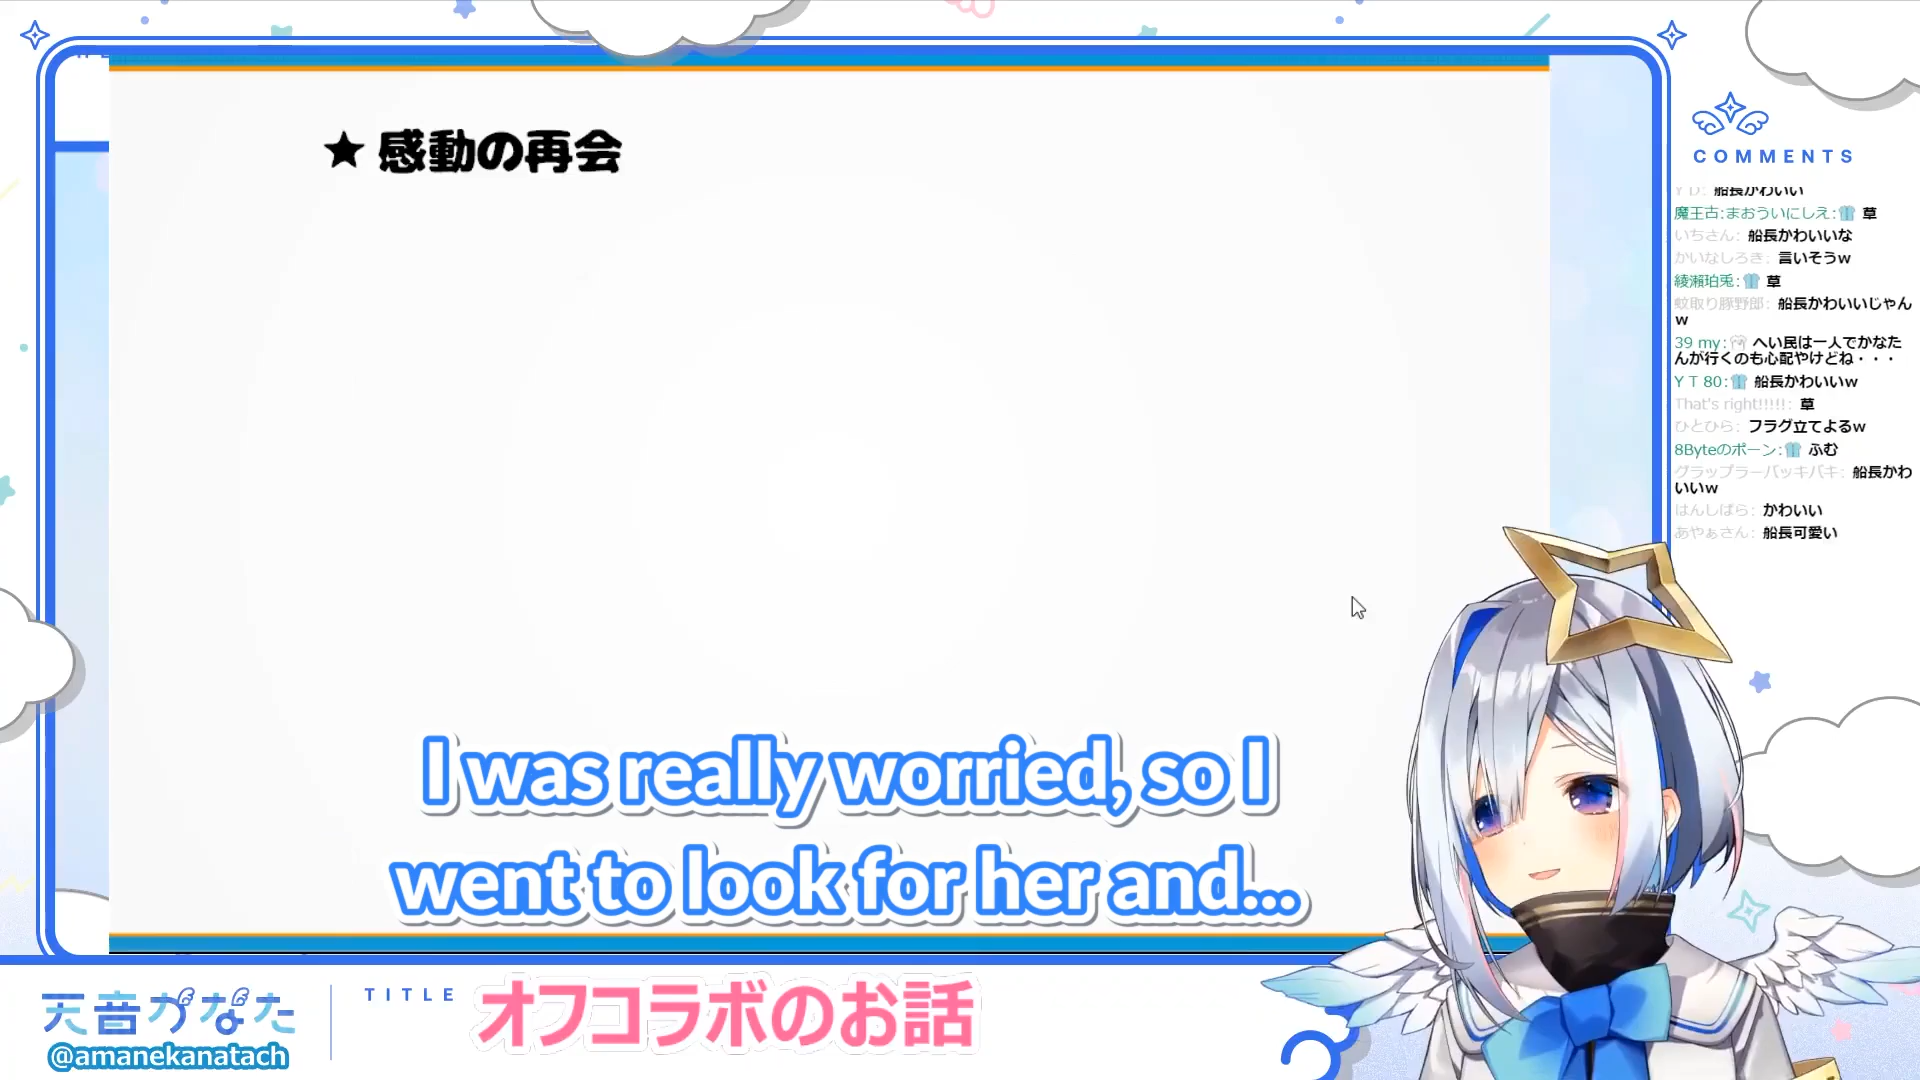 ★ 感動の再会
I was really worried, so I
went to look for her and...
COMMENTS
Y D: 船長かわいい
魔王古:まおういにしえ: 草
いちさん: 船長かわいいな
かいなしろき: 言いそうw
綾瀬珀兎: 草
蚊取り豚野郎: 船長かわいいじゃん
w
39 my: へい民は一人でかなた
んが行くのも心配やけどね・・・
Y T 80: 船長かわいいw
That's right!!!!!: 草
ひとひら: フラグ立てよるw
8Byteのポーン: ふむ
グラップラーバッキバキ: 船長かわ
いいw
はんしぱら: かわいい
あやぁさん: 船長可愛い
天音かなた
@amanekanatach
TITLE
オフコラボのお話